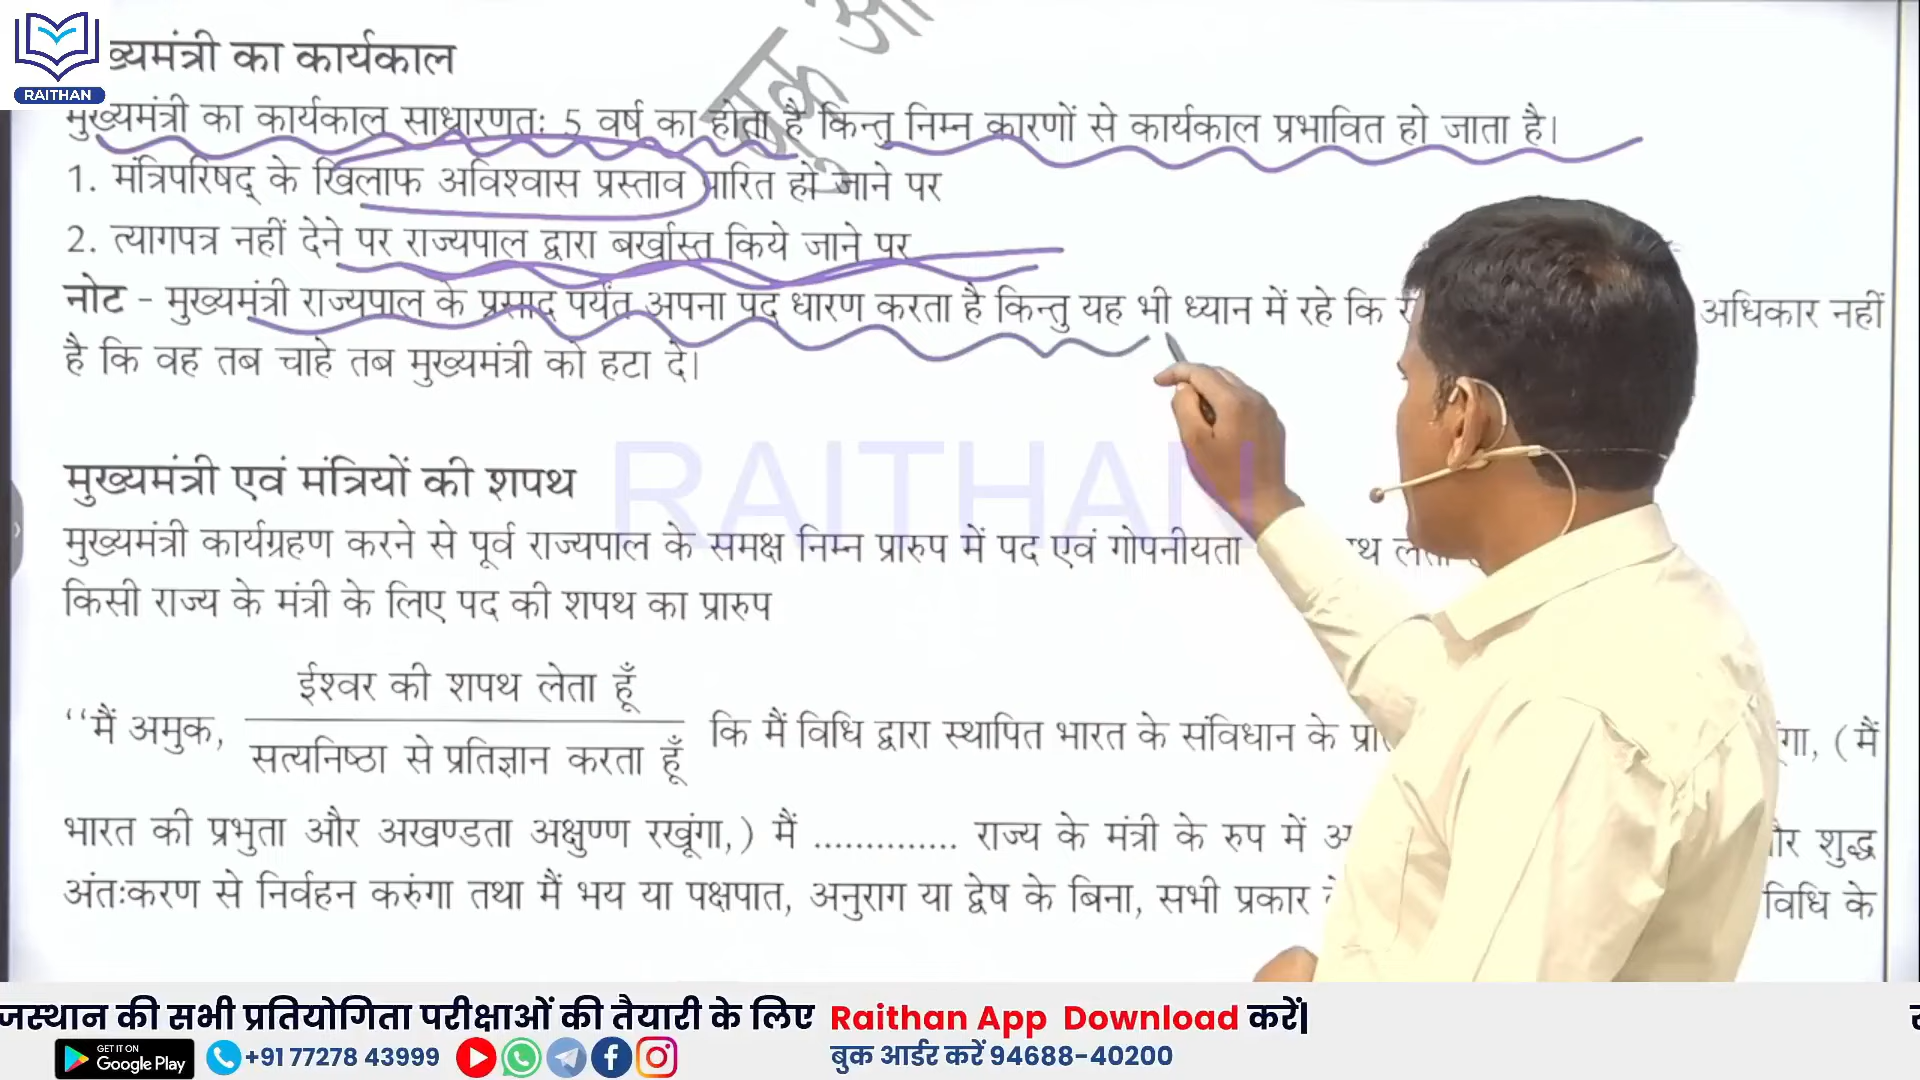 RAITHAN
ख्यमंत्री का कार्यकाल
मुख्यमंत्री का कार्यकाल साधारणतः 5 वर्ष का होता है किन्तु निम्न कारणों से कार्यकाल प्रभावित हो जाता है।
1. मंत्रिपरिषद् के खिलाफ अविश्वास प्रस्ताव पारित हो जाने पर
2. त्यागपत्र नहीं देने पर राज्यपाल द्वारा बर्खास्त किये जाने पर
नोट - मुख्यमंत्री राज्यपाल के प्रसाद पर्यंत अपना पद धारण करता है किन्तु यह भी ध्यान में रहे कि अधिकार नहीं
है कि वह तब चाहे तब मुख्यमंत्री को हटा दे।
RAITHAN
मुख्यमंत्री एवं मंत्रियों की शपथ
मुख्यमंत्री कार्यग्रहण करने से पूर्व राज्यपाल के समक्ष निम्न प्रारुप में पद एवं गोपनीयता
किसी राज्य के मंत्री के लिए पद की शपथ का प्रारुप
ईश्वर की शपथ लेता हूँ
‘‘मैं अमुक, कि मैं विधि द्वारा स्थापित भारत के संविधान के (मैं
सत्यनिष्ठा से प्रतिज्ञान करता हूँ
भारत की प्रभुता और अखण्डता अक्षुण्ण रखूंगा,) मैं .............. राज्य के मंत्री के रुप में शुद्ध
अंतःकरण से निर्वहन करुंगा तथा मैं भय या पक्षपात, अनुराग या द्वेष के बिना, सभी प्रकार विधि के
जस्थान की सभी प्रतियोगिता परीक्षाओं की तैयारी के लिए Raithan App Download करें|
GET IT ON
Google Play
+91 77278 43999
बुक आर्डर करें 94688-40200